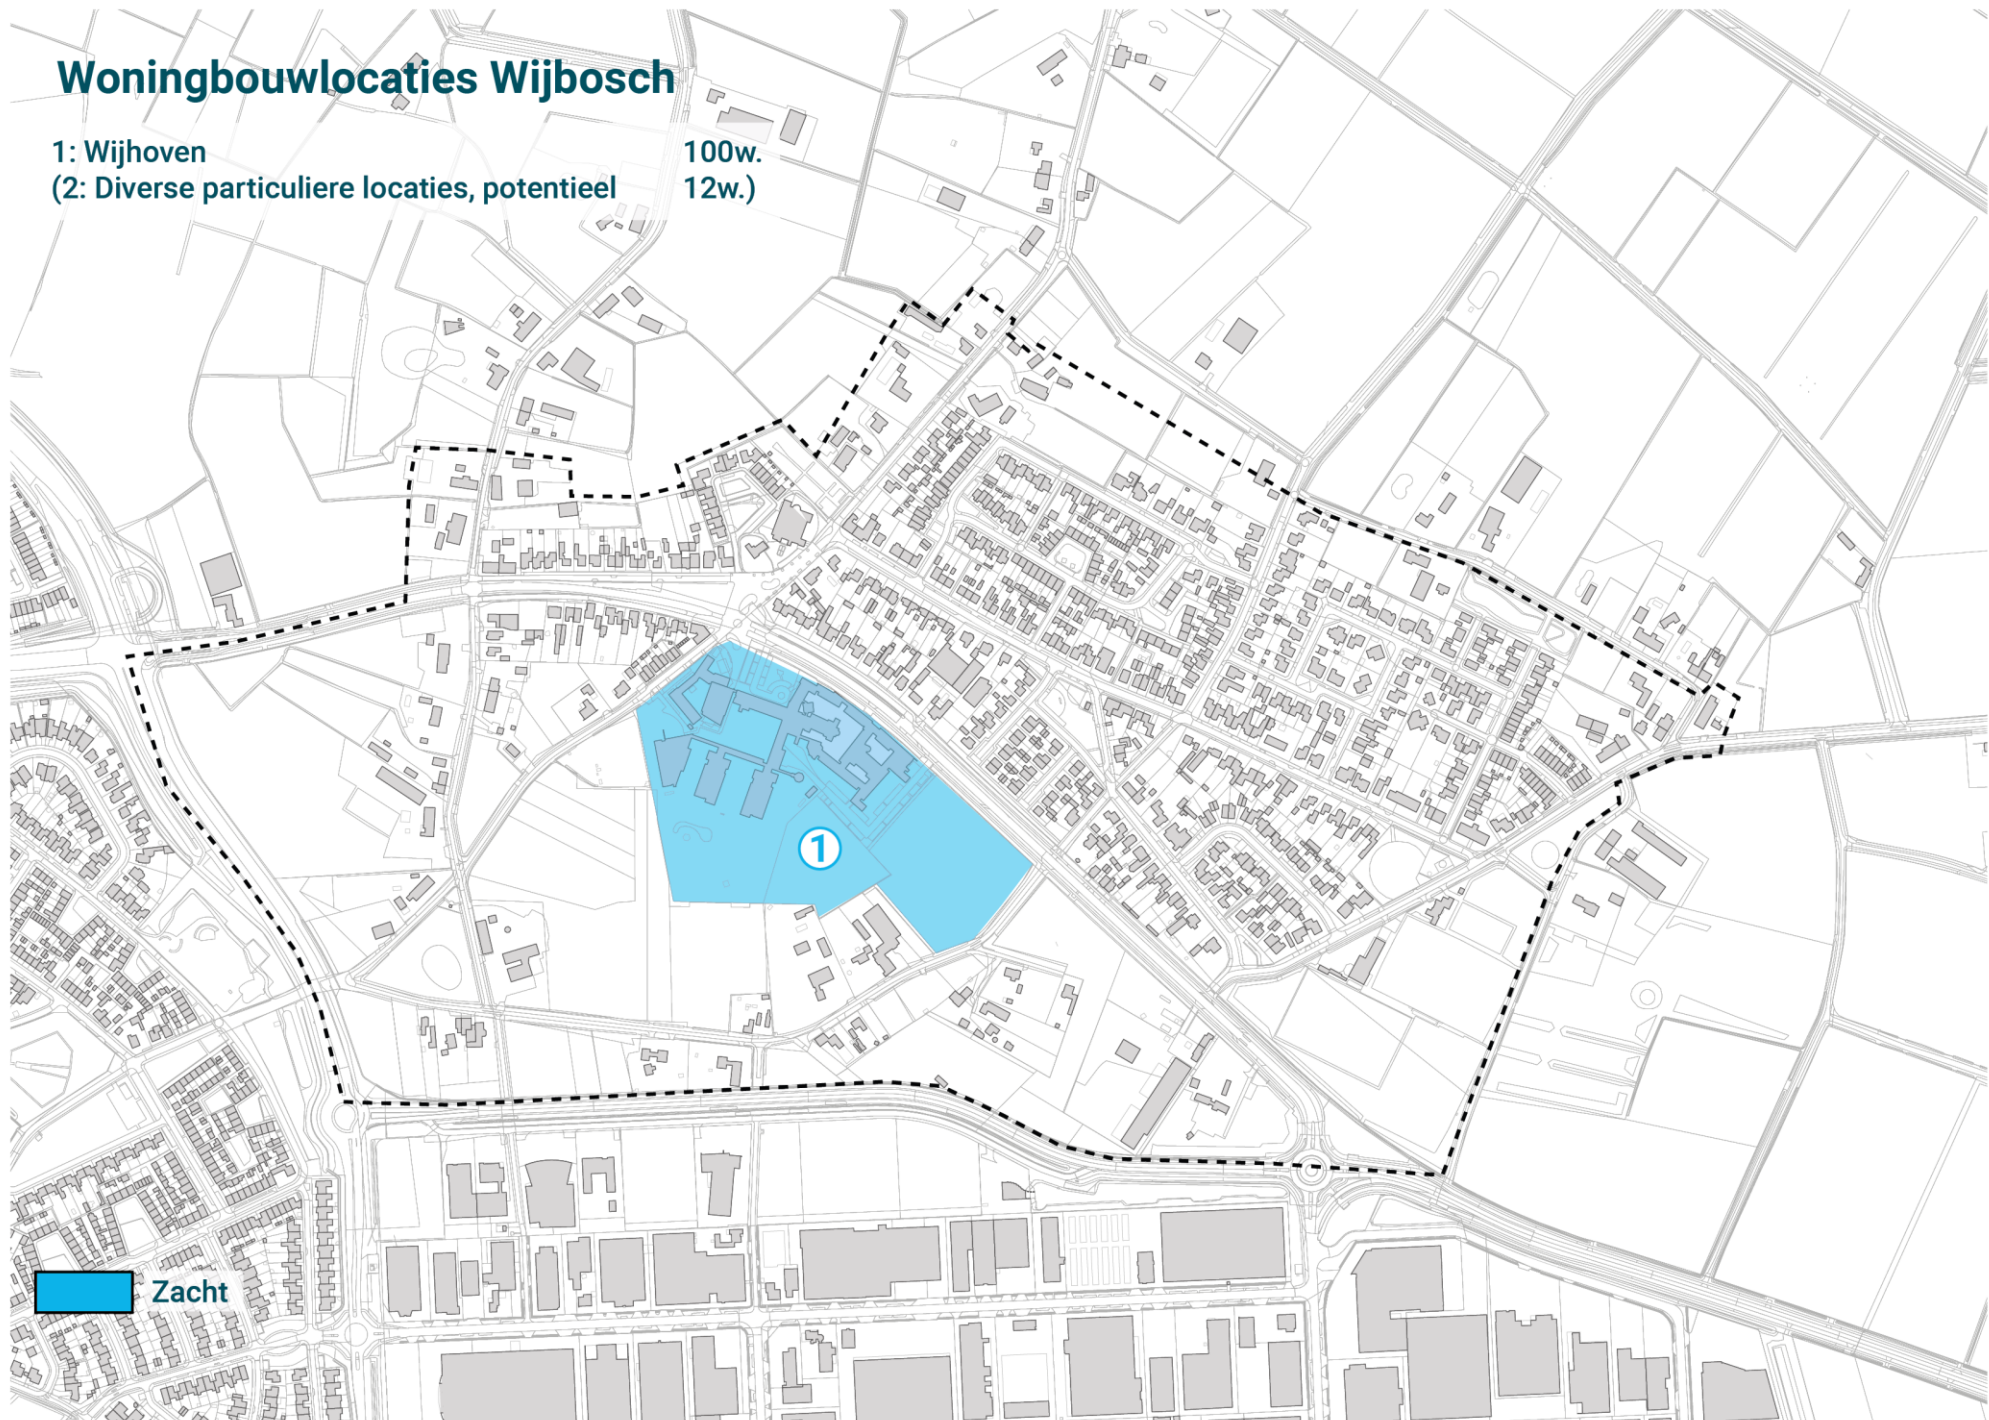 Woningbouwlocaties Wijbosch
1: Wijhoven 100w.
(2: Diverse particuliere locaties, potentieel 12w.)
1
Zacht